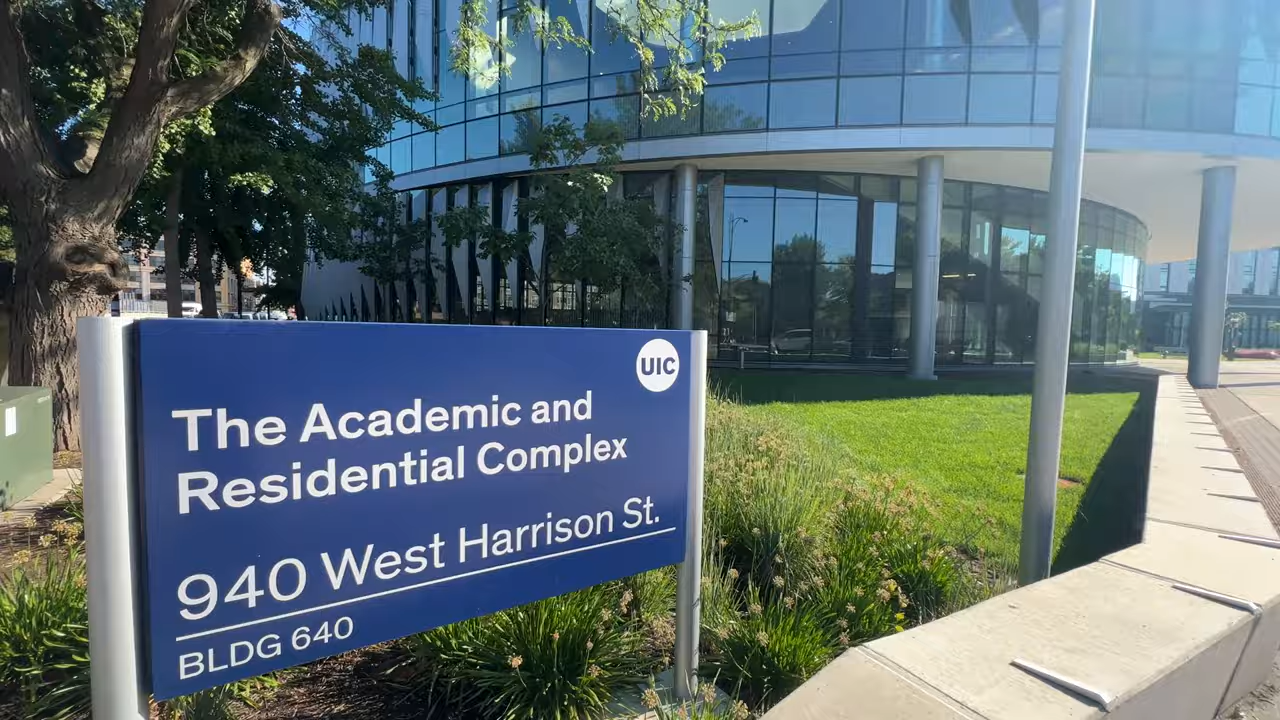 UIC
The Academic and
Residential Complex
940 West Harrison St.
BLDG 640